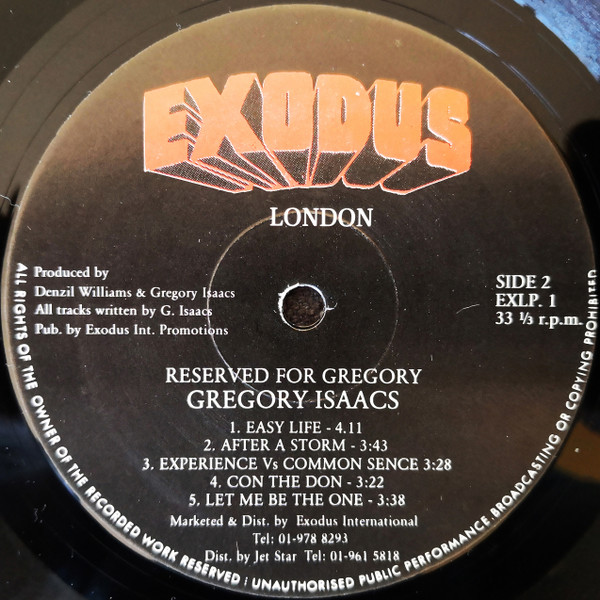 EXODUS
LONDON
Produced by
Denzil Williams & Gregory Isaacs
All tracks written by G. Isaacs
Pub. by Exodus Int. Promotions
SIDE 2
EXLP. 1
33 ⅓ r.p.m.
RESERVED FOR GREGORY
GREGORY ISAACS
1. EASY LIFE - 4.11
2. AFTER A STORM - 3:43
3. EXPERIENCE Vs COMMON SENCE 3:28
4. CON THE DON - 3:22
5. LET ME BE THE ONE - 3:38
Marketed & Dist. by Exodus International
Tel: 01-978 8293
Dist. by Jet Star Tel: 01-961 5818
ALL RIGHTS OF THE OWNER OF THE RECORDED WORK RESERVED : UNAUTHORISED PUBLIC PERFORMANCE. BROADCASTING OR COPYING PROHIBITED